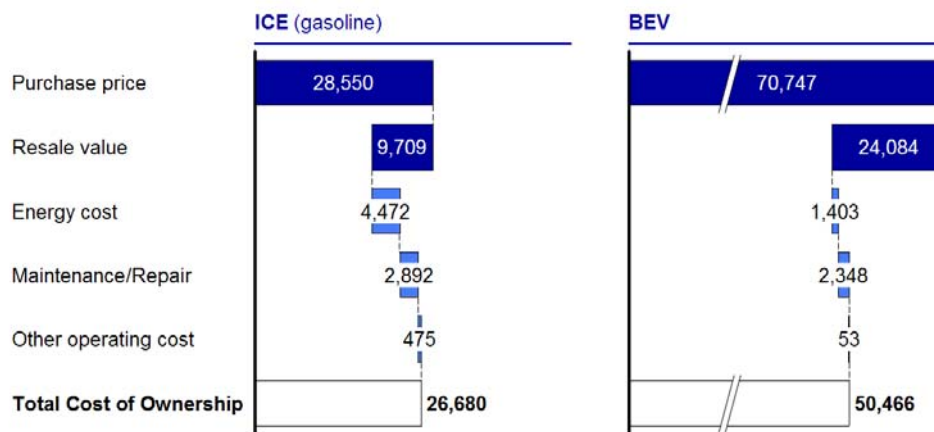 ICE (gasoline) BEV
Purchase price 28,550 70,747
Resale value 9,709 24,084
Energy cost 4,472 1,403
Maintenance/Repair 2,892 2,348
Other operating cost 475 53
Total Cost of Ownership 26,680 50,466